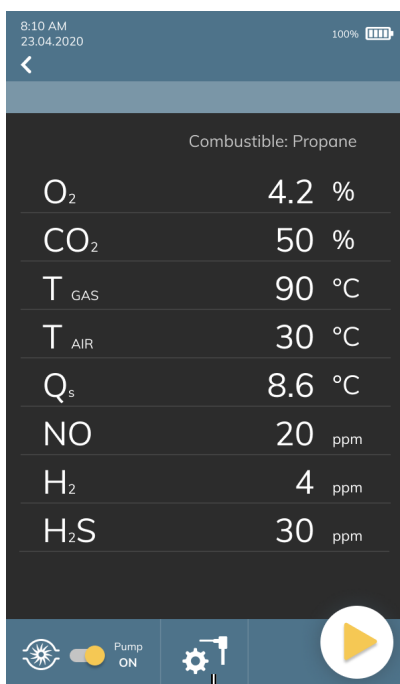 8:10 AM
100%
23.04.2020
Combustible: Propane
O₂ 4.2 %
CO₂ 50 %
T GAS 90 °C
T AIR 30 °C
Qₛ 8.6 °C
NO 20 ppm
H₂ 4 ppm
H₂S 30 ppm
Pump
ON